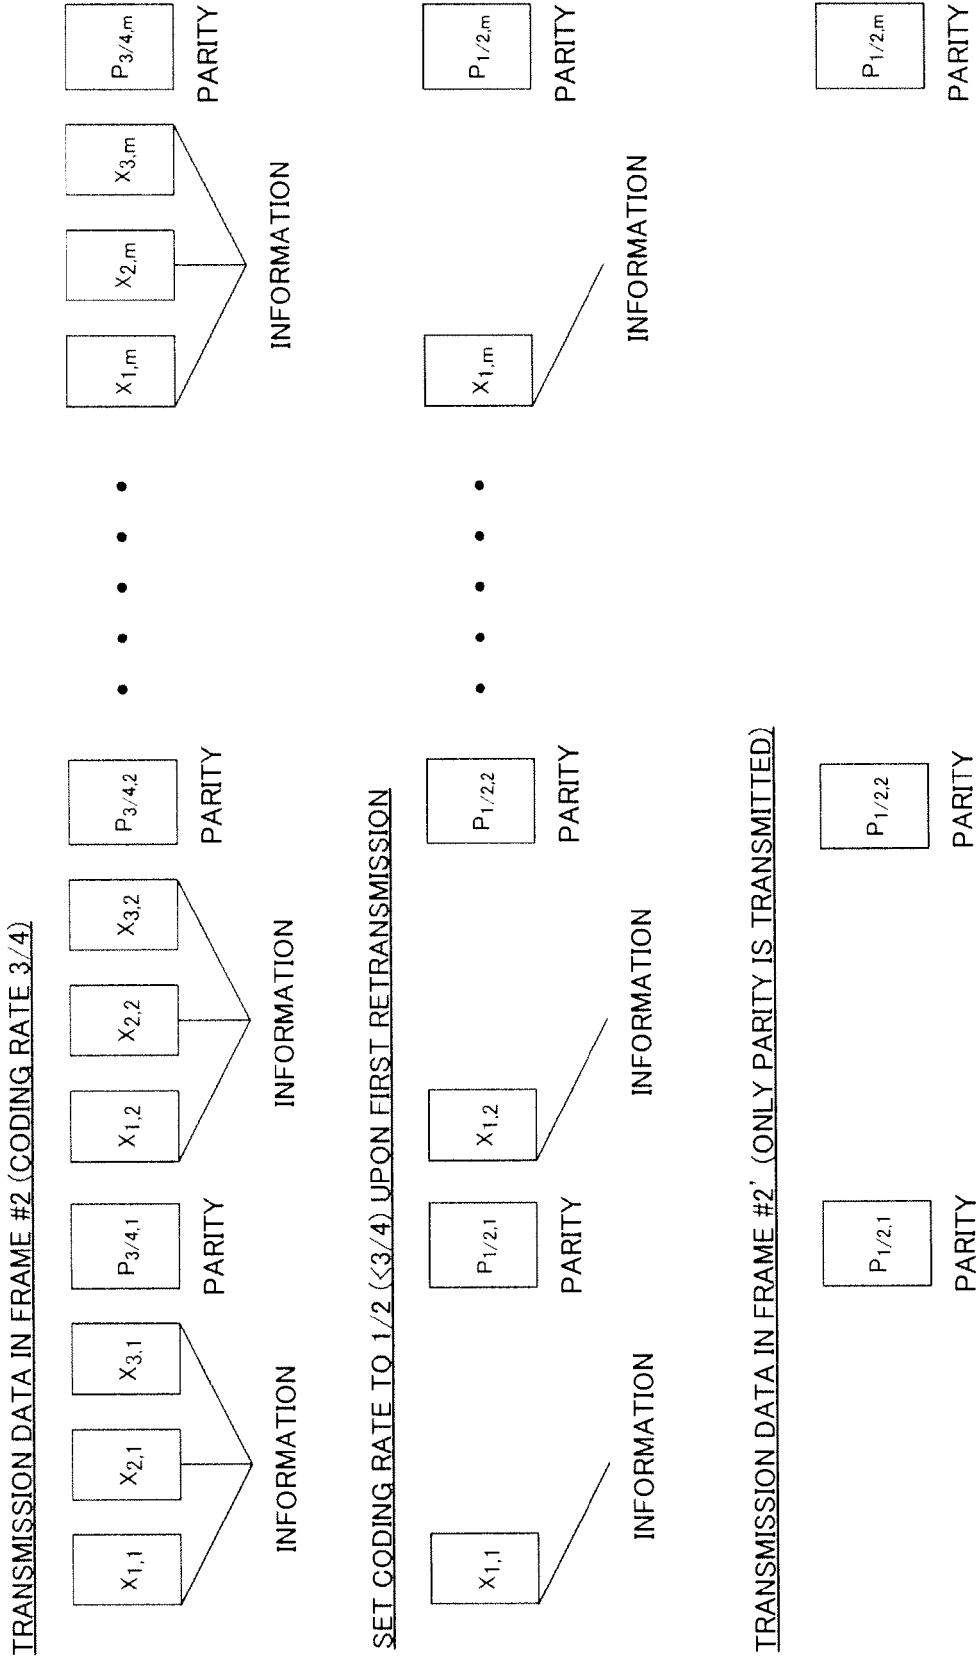 TRANSMISSION DATA IN FRAME #2 (CODING RATE 3/4)
X1,1 X2,1 X3,1 P3/4,1 X1,2 X2,2 X3,2 P3/4,2 • • • • • X1,m X2,m X3,m P3/4,m
INFORMATION PARITY INFORMATION PARITY INFORMATION PARITY
SET CODING RATE TO 1/2 (<3/4) UPON FIRST RETRANSMISSION
X1,1 P1/2,1 X1,2 P1/2,2 • • • • • X1,m P1/2,m
INFORMATION PARITY INFORMATION PARITY INFORMATION PARITY
TRANSMISSION DATA IN FRAME #2' (ONLY PARITY IS TRANSMITTED)
P1/2,1 P1/2,2 P1/2,m
PARITY PARITY PARITY